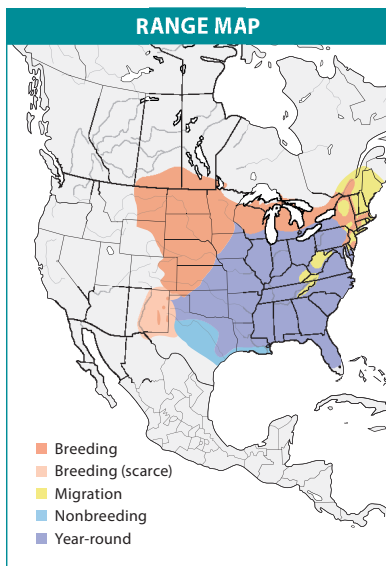 RANGE MAP
Breeding
Breeding (scarce)
Migration
Nonbreeding
Year-round